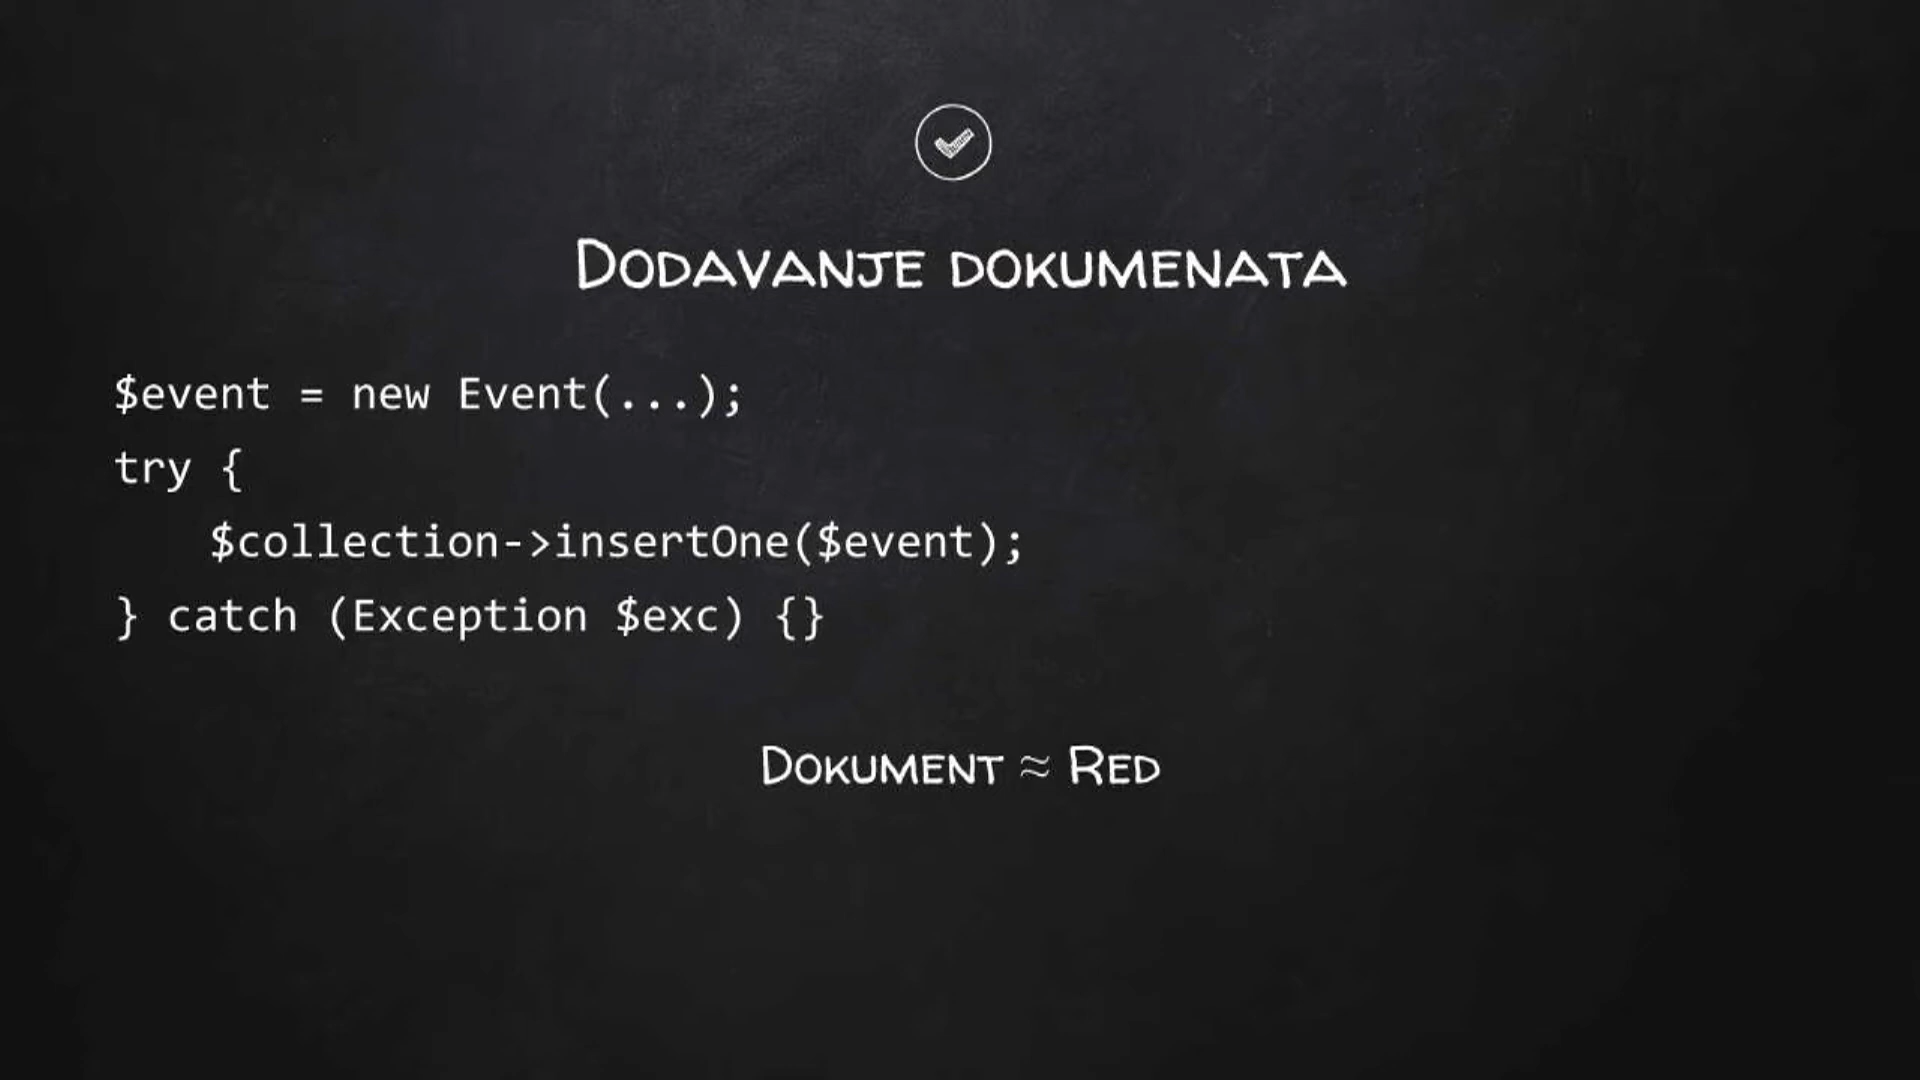 Dodavanje dokumenata
$event = new Event(...);
try {
$collection->insertOne($event);
} catch (Exception $exc) {}
Dokument ≈ Red